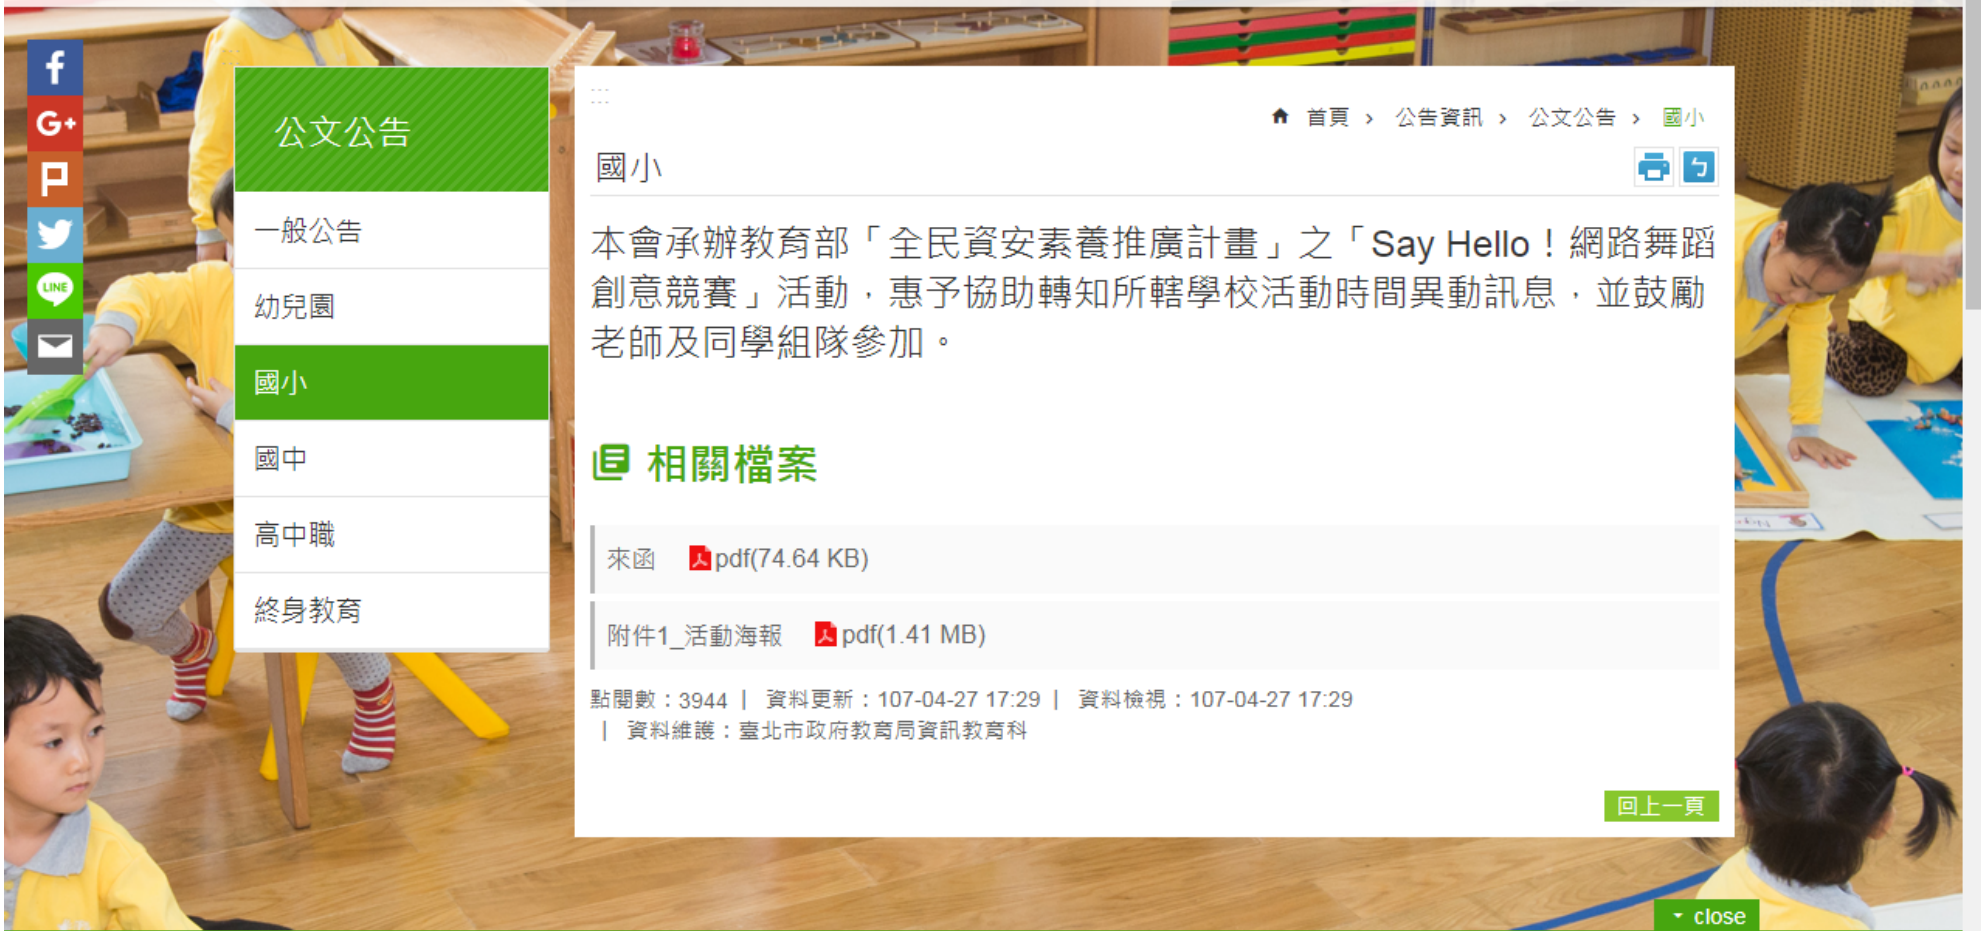 f
G+
LINE
公文公告
一般公告
幼兒園
國小
國中
高中職
終身教育
首頁 › 公告資訊 › 公文公告 › 國小
國小
本會承辦教育部「全民資安素養推廣計畫」之「Say Hello！網路舞蹈
創意競賽」活動，惠予協助轉知所轄學校活動時間異動訊息，並鼓勵
老師及同學組隊參加。
相關檔案
來函 pdf(74.64 KB)
附件1_活動海報 pdf(1.41 MB)
點閱數：3944 | 資料更新：107-04-27 17:29 | 資料檢視：107-04-27 17:29
| 資料維護：臺北市政府教育局資訊教育科
回上一頁
close